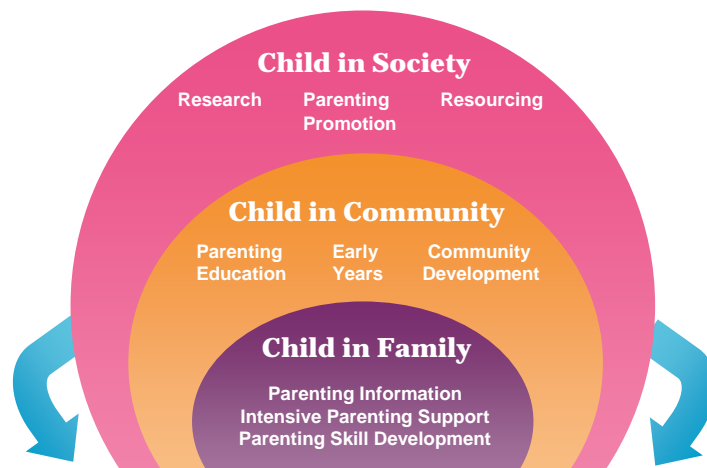 Child in Society
Research Parenting Promotion Resourcing
Child in Community
Parenting Education Early Years Community Development
Child in Family
Parenting Information
Intensive Parenting Support
Parenting Skill Development